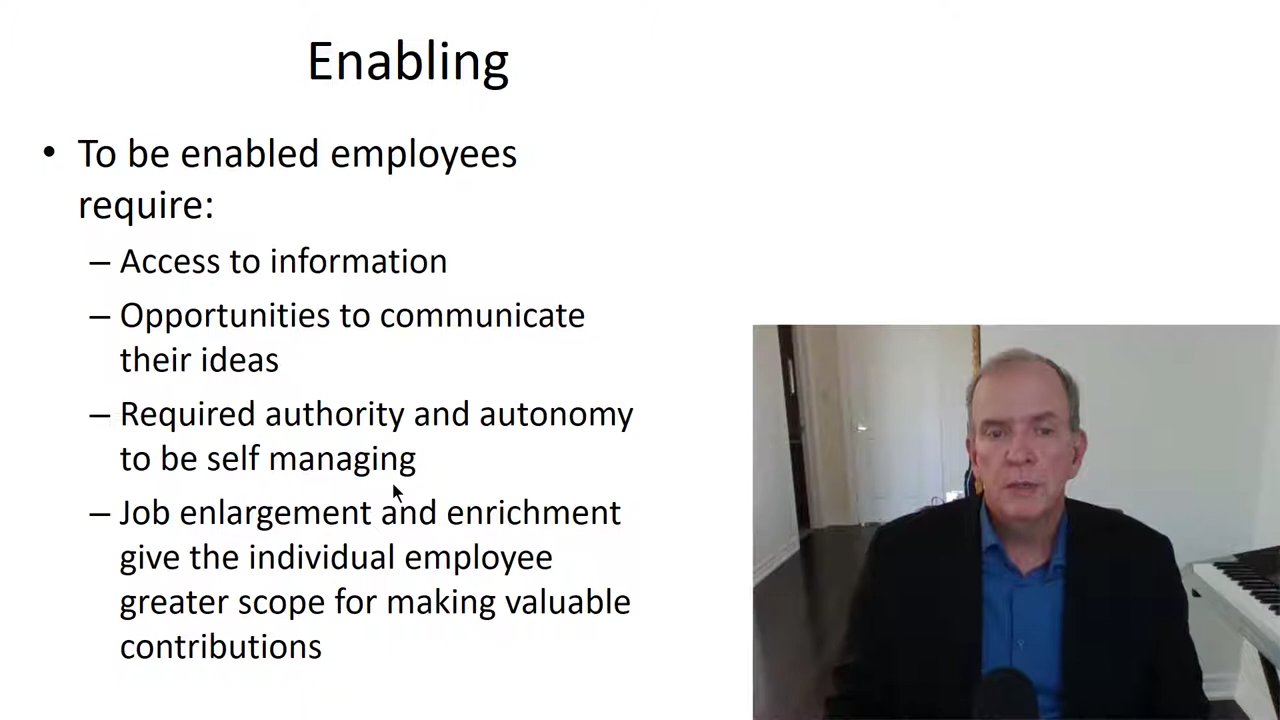 Enabling
• To be enabled employees
require:
– Access to information
– Opportunities to communicate
their ideas
– Required authority and autonomy
to be self managing
– Job enlargement and enrichment
give the individual employee
greater scope for making valuable
contributions